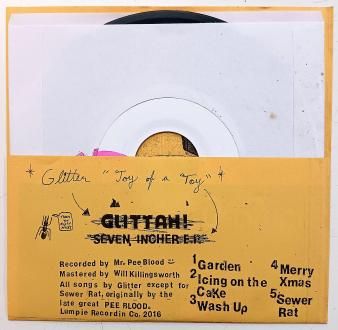 Glitter "Joy of a Toy"
GLITTAH!
SEVEN INCHER E.P.
Recorded by Mr. Pee Blood
Mastered by Will Killingsworth
All songs by Glitter except for
Sewer Rat, originally by the
late great PEE BLOOD.
Lumpie Recordin Co. 2016
1 Garden
2 Icing on the
Cake
3 Wash Up
4 Merry
Xmas
5 Sewer
Rat